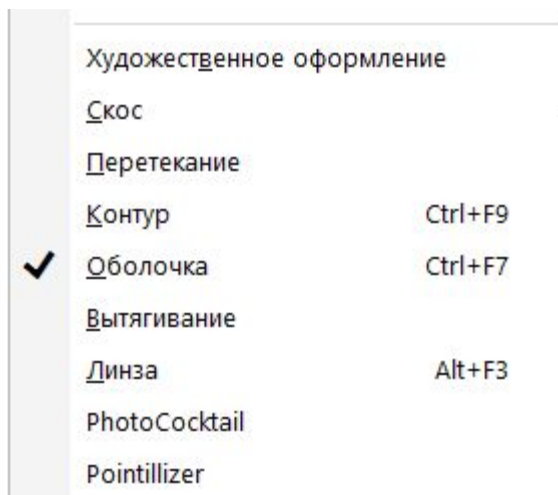 Художественное оформление
Скос
Перетекание
Контур Ctrl+F9
Оболочка Ctrl+F7
Вытягивание
Линза Alt+F3
PhotoCocktail
Pointillizer